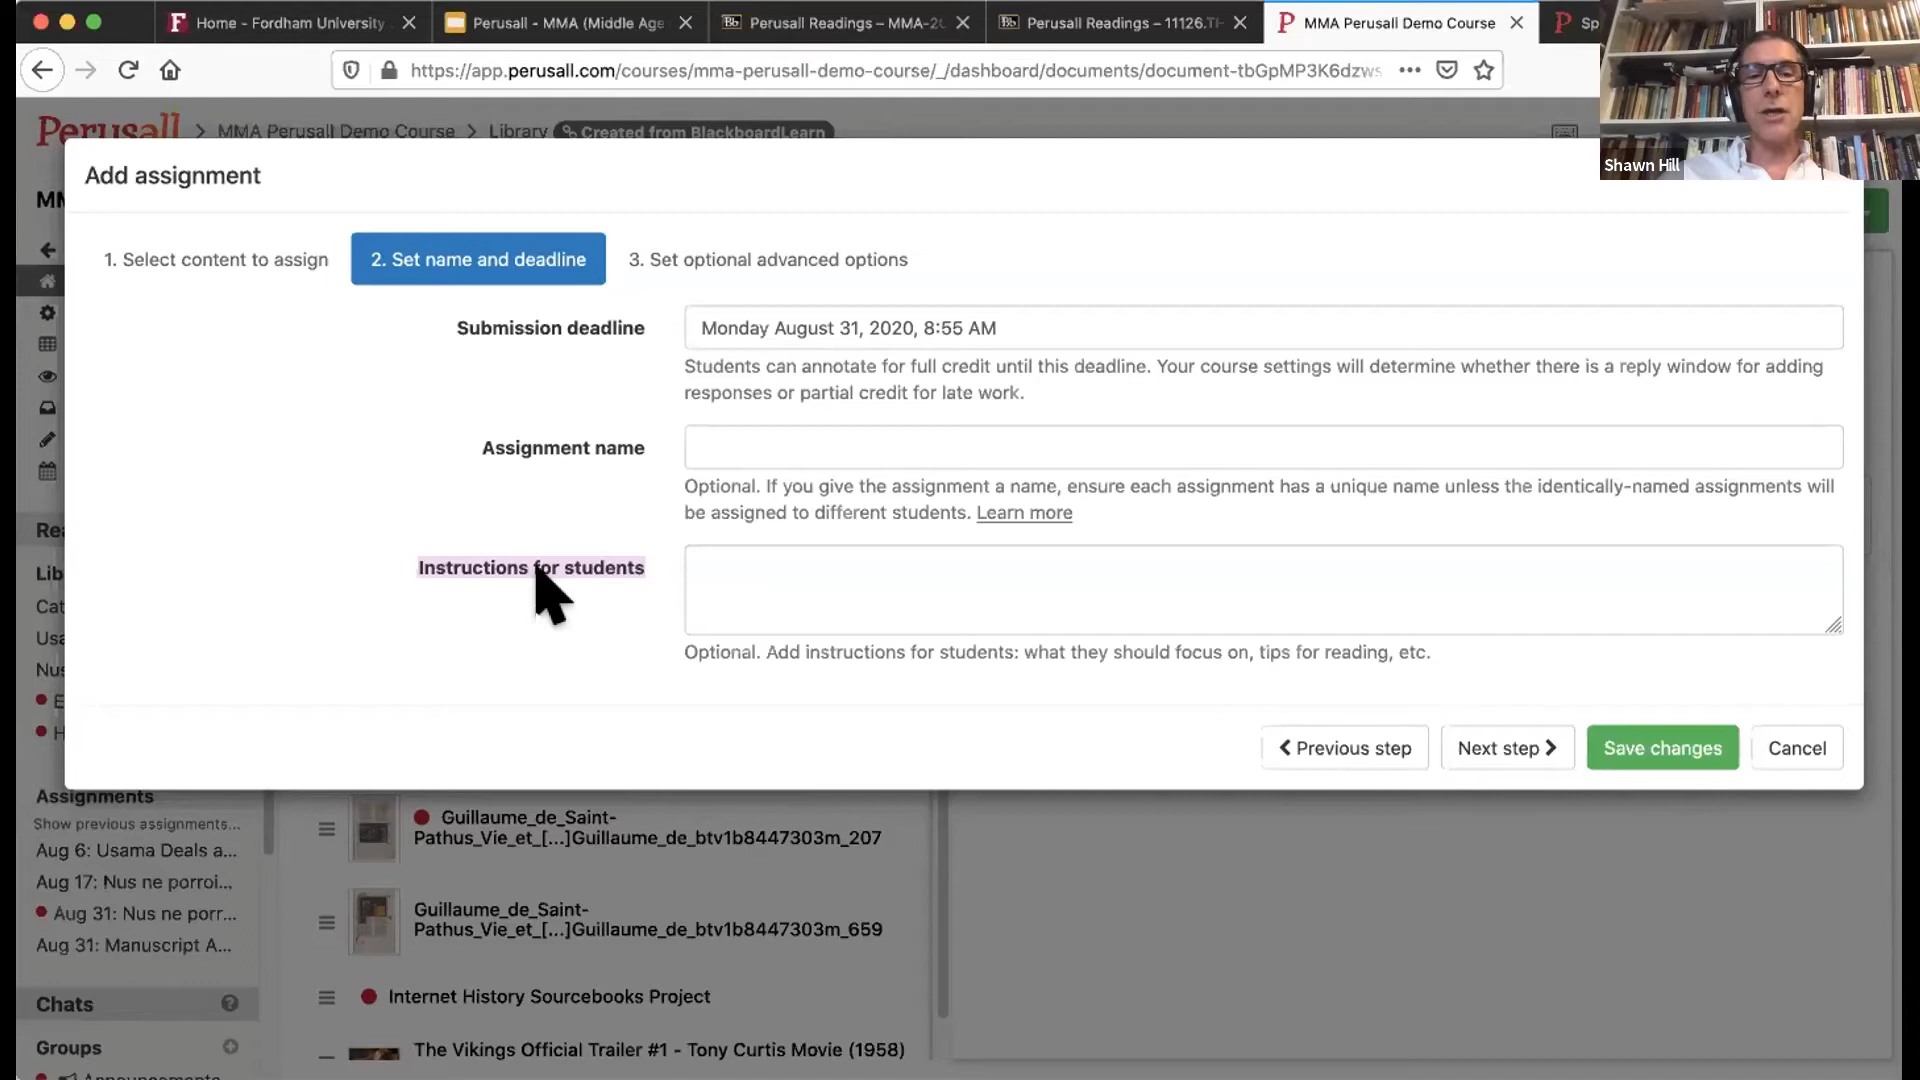 Home - Fordham University
Perusall - MMA (Middle Age
Perusall Readings – MMA-20
Perusall Readings – 11126.TH
MMA Perusall Demo Course
Sp
https://app.perusall.com/courses/mma-perusall-demo-course/_/dashboard/documents/document-tbGpMP3K6dzws
Shawn Hill
Perusall > MMA Perusall Demo Course > Library Created from BlackboardLearn
Add assignment
1. Select content to assign
2. Set name and deadline
3. Set optional advanced options
Submission deadline
Monday August 31, 2020, 8:55 AM
Students can annotate for full credit until this deadline. Your course settings will determine whether there is a reply window for adding
responses or partial credit for late work.
Assignment name
Optional. If you give the assignment a name, ensure each assignment has a unique name unless the identically-named assignments will
be assigned to different students. Learn more
Instructions for students
Optional. Add instructions for students: what they should focus on, tips for reading, etc.
Previous step
Next step
Save changes
Cancel
MM
Rea
Lib
Cat
Usa
Nus
E
H
Assignments
Show previous assignments...
Aug 6: Usama Deals a...
Aug 17: Nus ne porroi...
Aug 31: Nus ne porr...
Aug 31: Manuscript A...
Chats
Groups
Announcements
Guillaume_de_Saint-
Pathus_Vie_et_[...]Guillaume_de_btv1b8447303m_207
Guillaume_de_Saint-
Pathus_Vie_et_[...]Guillaume_de_btv1b8447303m_659
Internet History Sourcebooks Project
The Vikings Official Trailer #1 - Tony Curtis Movie (1958)